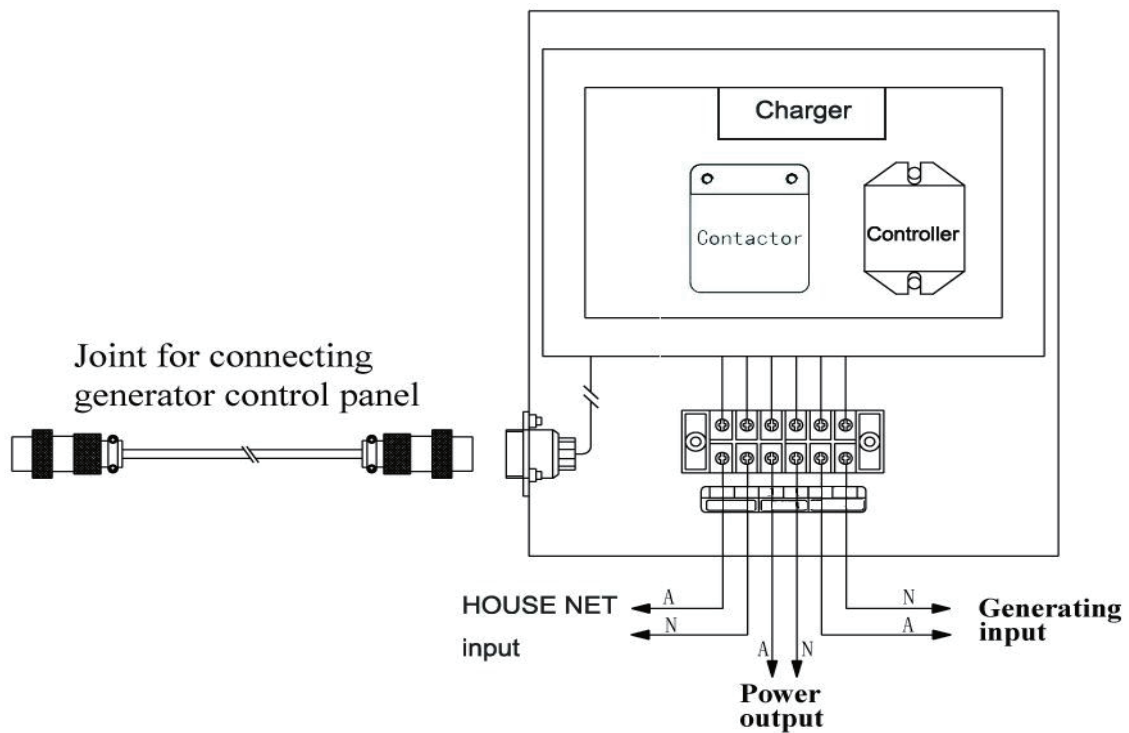 Charger
Contactor
Controller
Joint for connecting
generator control panel
HOUSE NET
input
A
N
A
N
Power
output
N
A
Generating
input